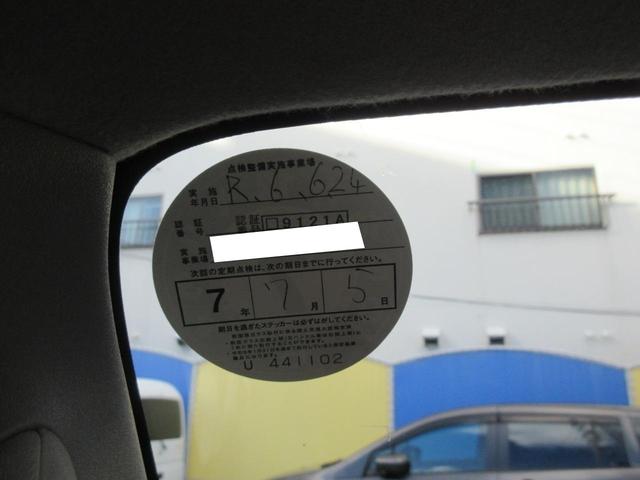 点検整備実施事業場
実施年月日 R.6.6.24
認証番号 認証 □9121A
実施事業場
次回の定期点検は、次の期日までに行ってください。
7年 7月 5日
期日を過ぎたステッカーは必ずはがしてください。
U 441102